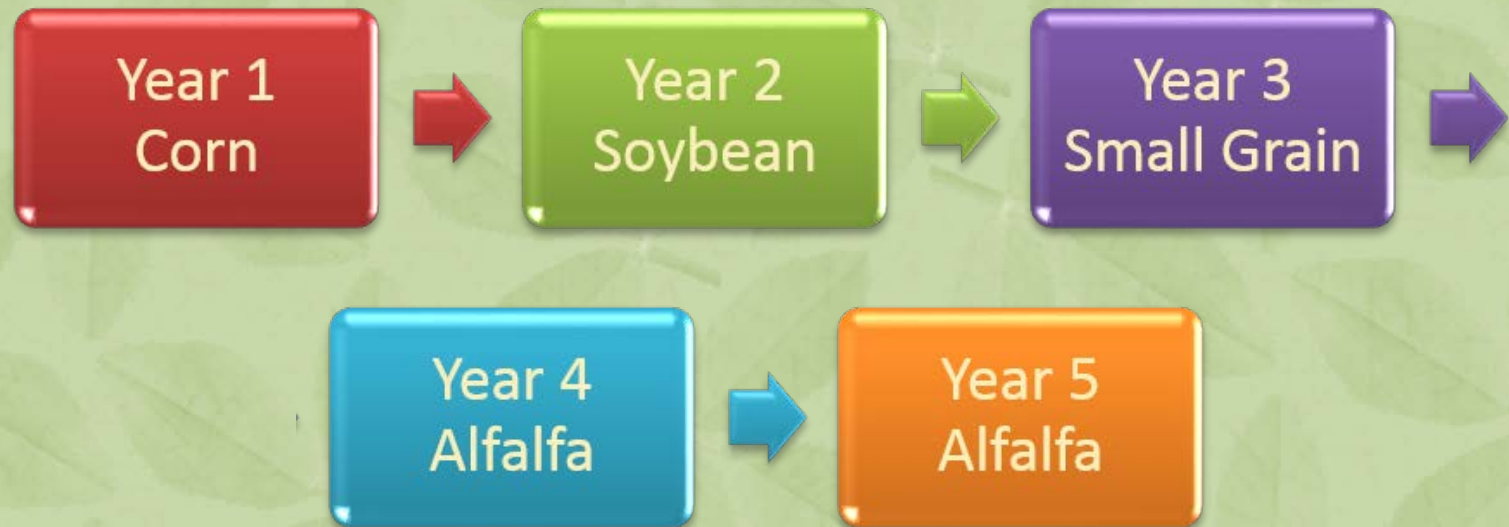 Year 1
Corn
Year 2
Soybean
Year 3
Small Grain
Year 4
Alfalfa
Year 5
Alfalfa